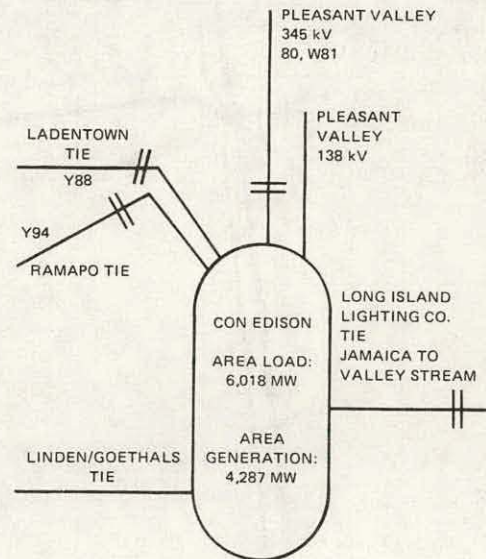 PLEASANT VALLEY
345 kV
80, W81
PLEASANT
VALLEY
138 kV
LADENTOWN
TIE
Y88
Y94
RAMAPO TIE
CON EDISON
AREA LOAD:
6,018 MW
AREA
GENERATION:
4,287 MW
LONG ISLAND
LIGHTING CO.
TIE
JAMAICA TO
VALLEY STREAM
LINDEN/GOETHALS
TIE